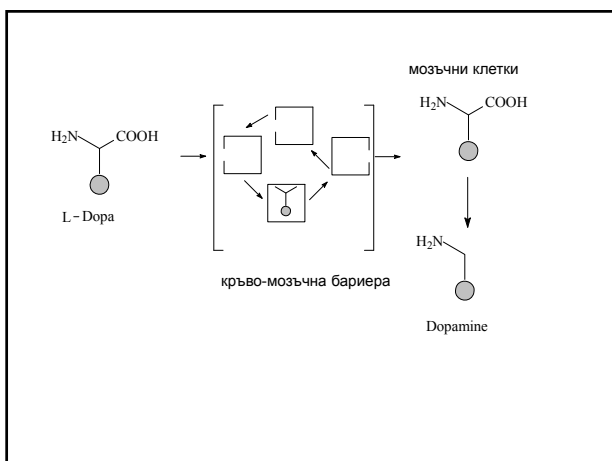 мозъчни клетки
H₂N COOH
H₂N COOH
L-Dopa
кръво-мозъчна бариера
H₂N
Dopamine